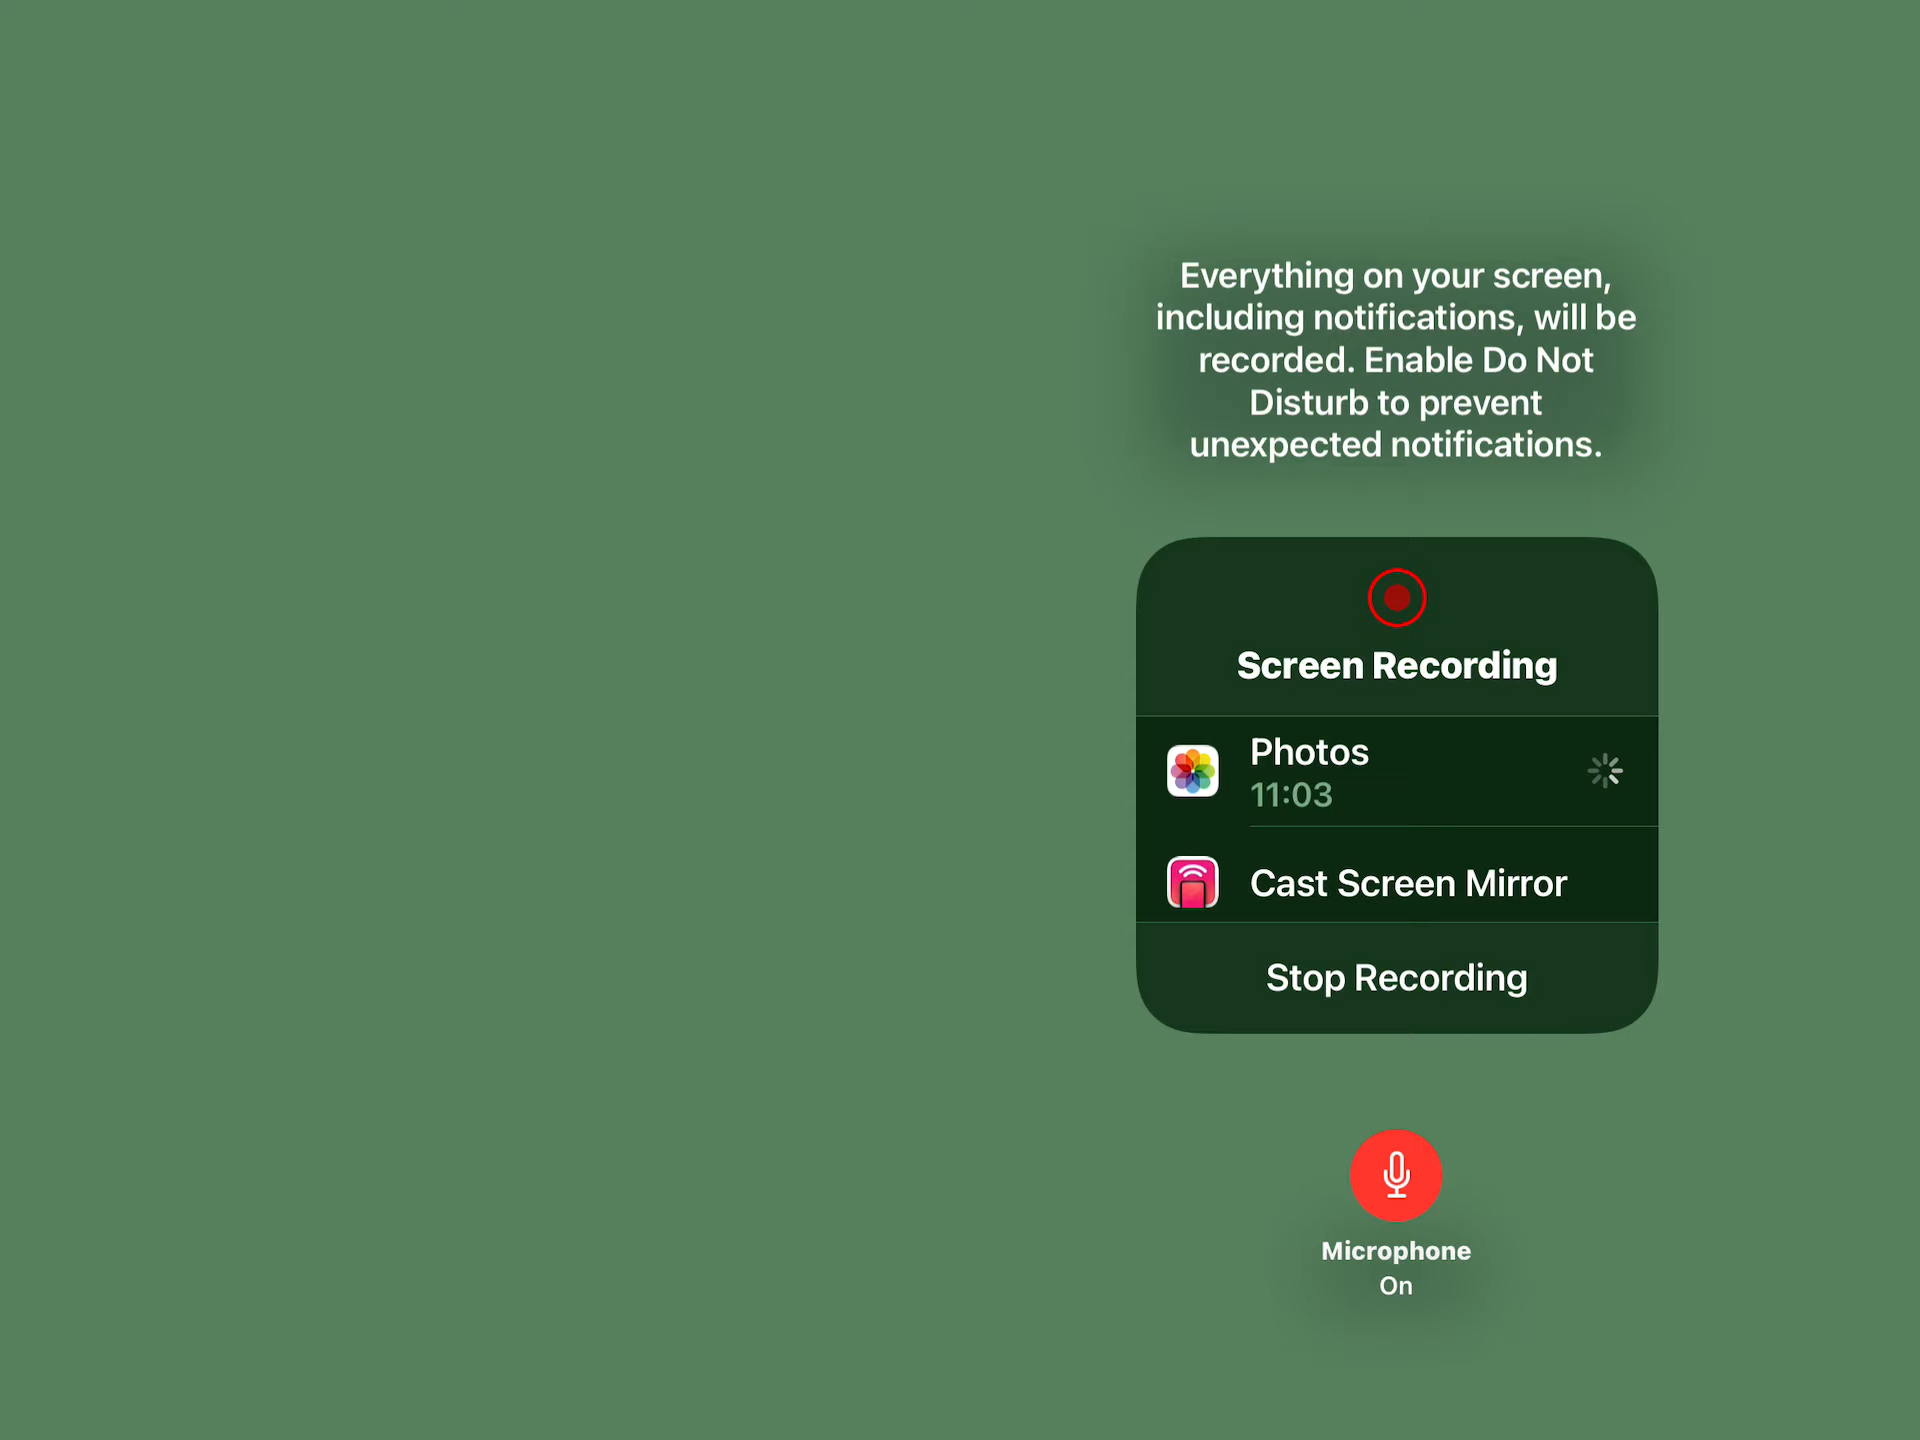 Everything on your screen,
including notifications, will be
recorded. Enable Do Not
Disturb to prevent
unexpected notifications.
Screen Recording
Photos
11:03
Cast Screen Mirror
Stop Recording
Microphone
On